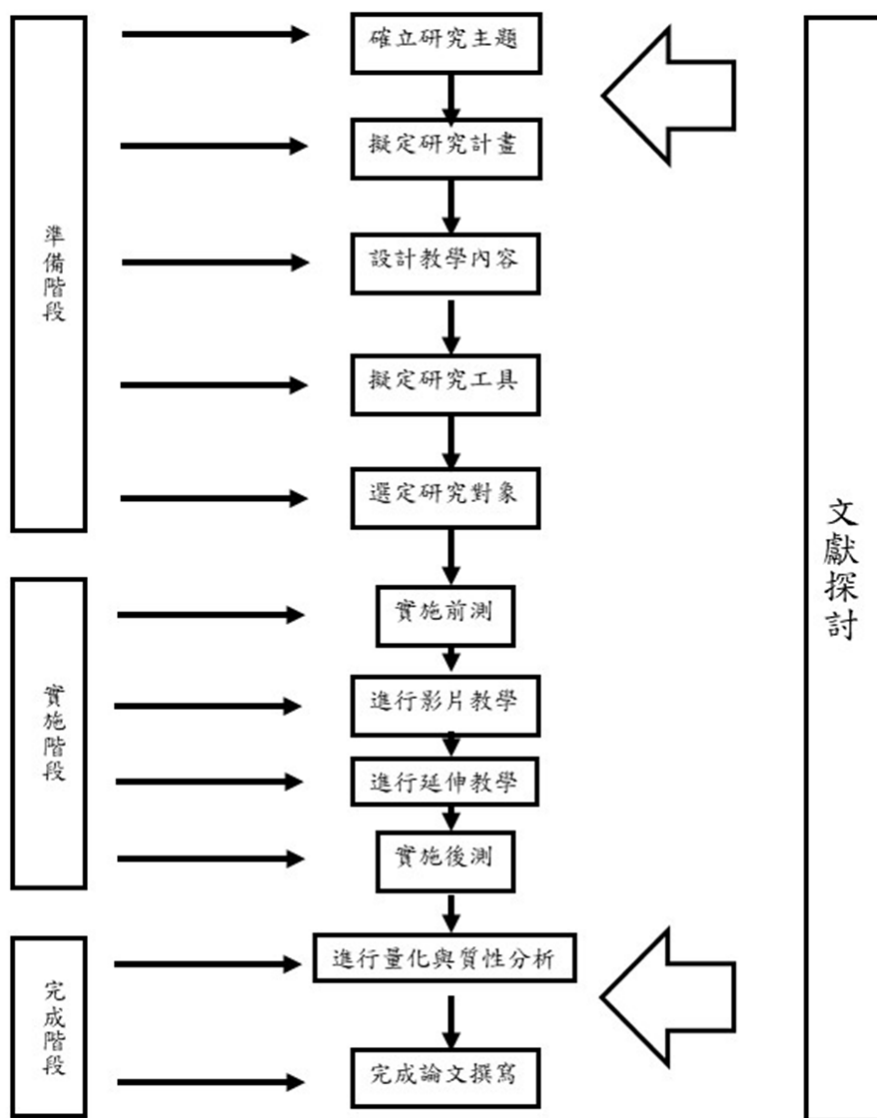 準備階段
確立研究主題
擬定研究計畫
設計教學內容
擬定研究工具
選定研究對象
實施階段
實施前測
進行影片教學
進行延伸教學
實施後測
完成階段
進行量化與質性分析
完成論文撰寫
文獻探討